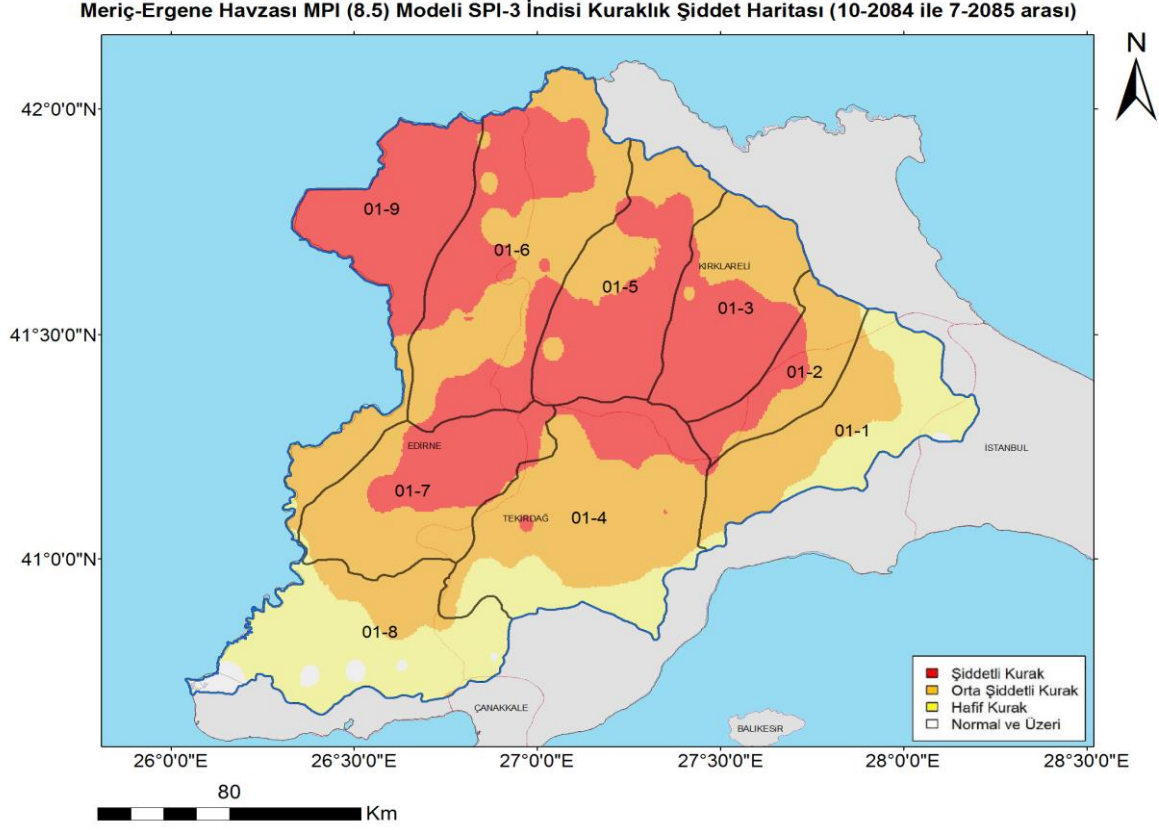 Meriç-Ergene Havzası MPI (8.5) Modeli SPI-3 İndisi Kuraklık Şiddet Haritası (10-2084 ile 7-2085 arası)
N
42°0'0"N
41°30'0"N
41°0'0"N
01-9
01-6
01-5
KIRKLARELİ
01-3
01-2
01-1
İSTANBUL
EDİRNE
01-7
TEKİRDAĞ
01-4
01-8
ÇANAKKALE
BALIKESİR
Şiddetli Kurak
Orta Şiddetli Kurak
Hafif Kurak
Normal ve Üzeri
26°0'0"E
26°30'0"E
27°0'0"E
27°30'0"E
28°0'0"E
28°30'0"E
80
Km